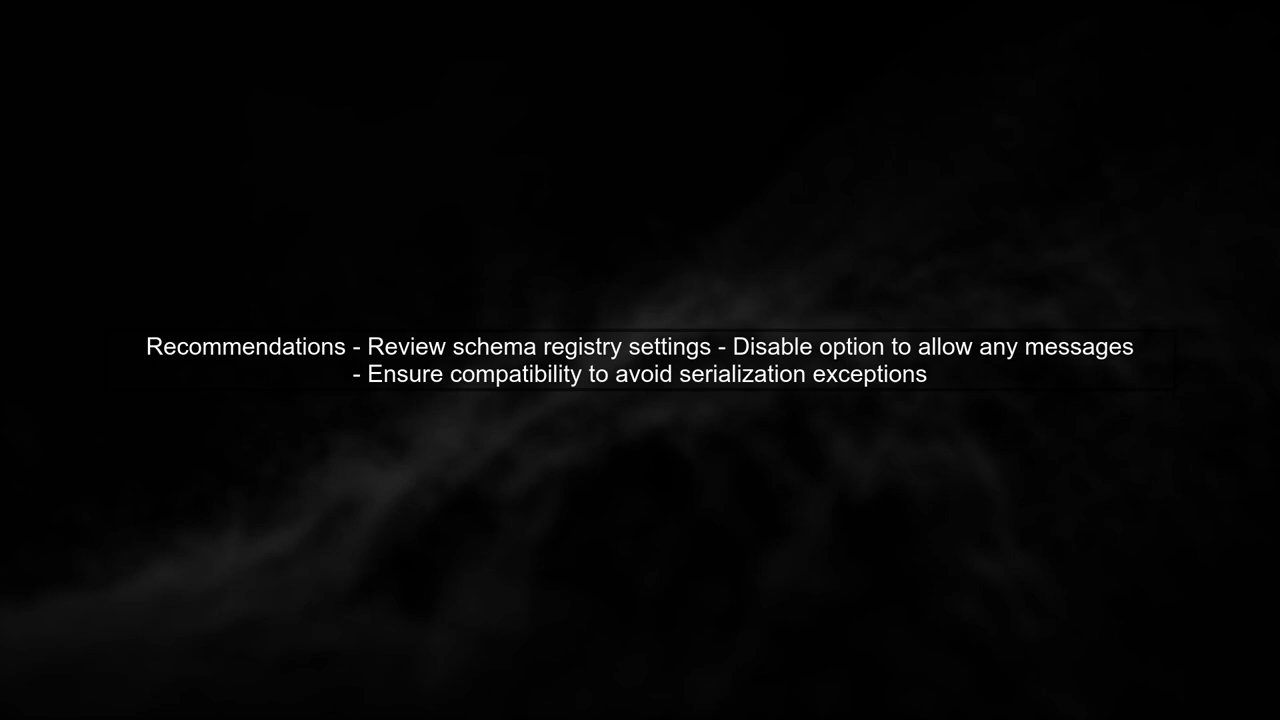 Recommendations - Review schema registry settings - Disable option to allow any messages
- Ensure compatibility to avoid serialization exceptions